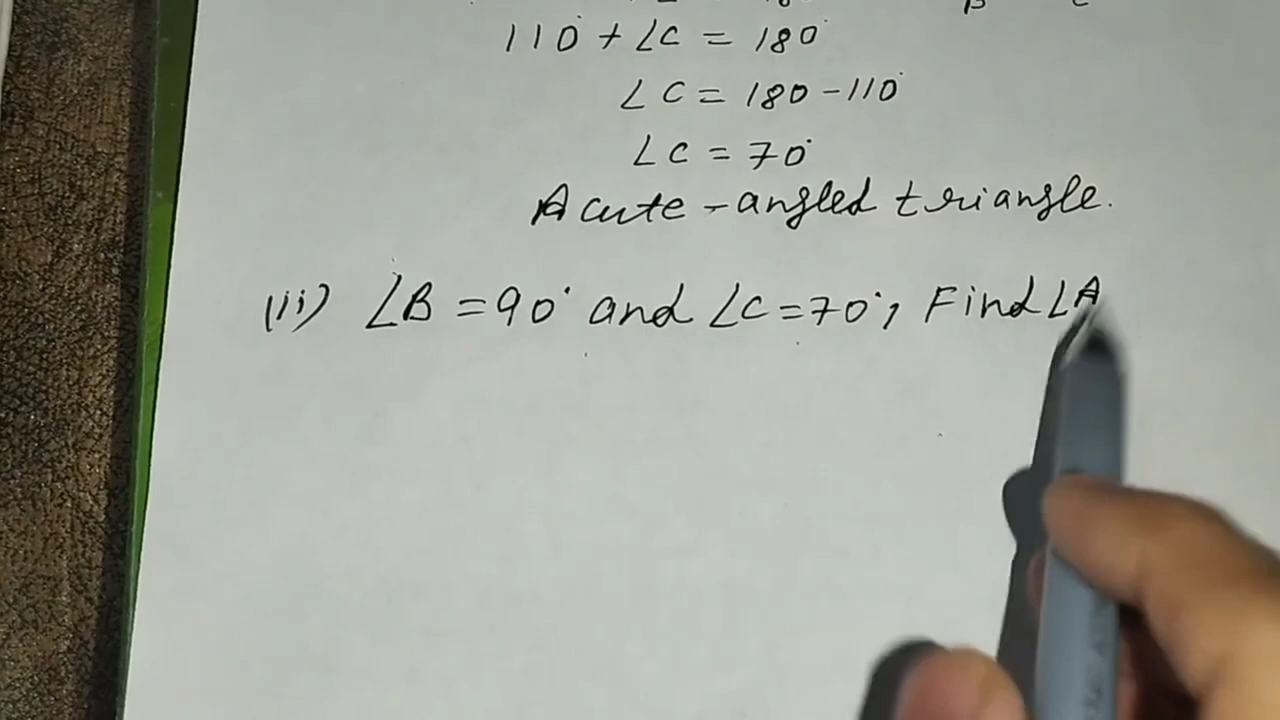 110° + ∠C = 180°
∠C = 180 - 110°
∠C = 70°
Acute - angled triangle.
(ii) ∠B = 90° and ∠C = 70°, Find ∠A